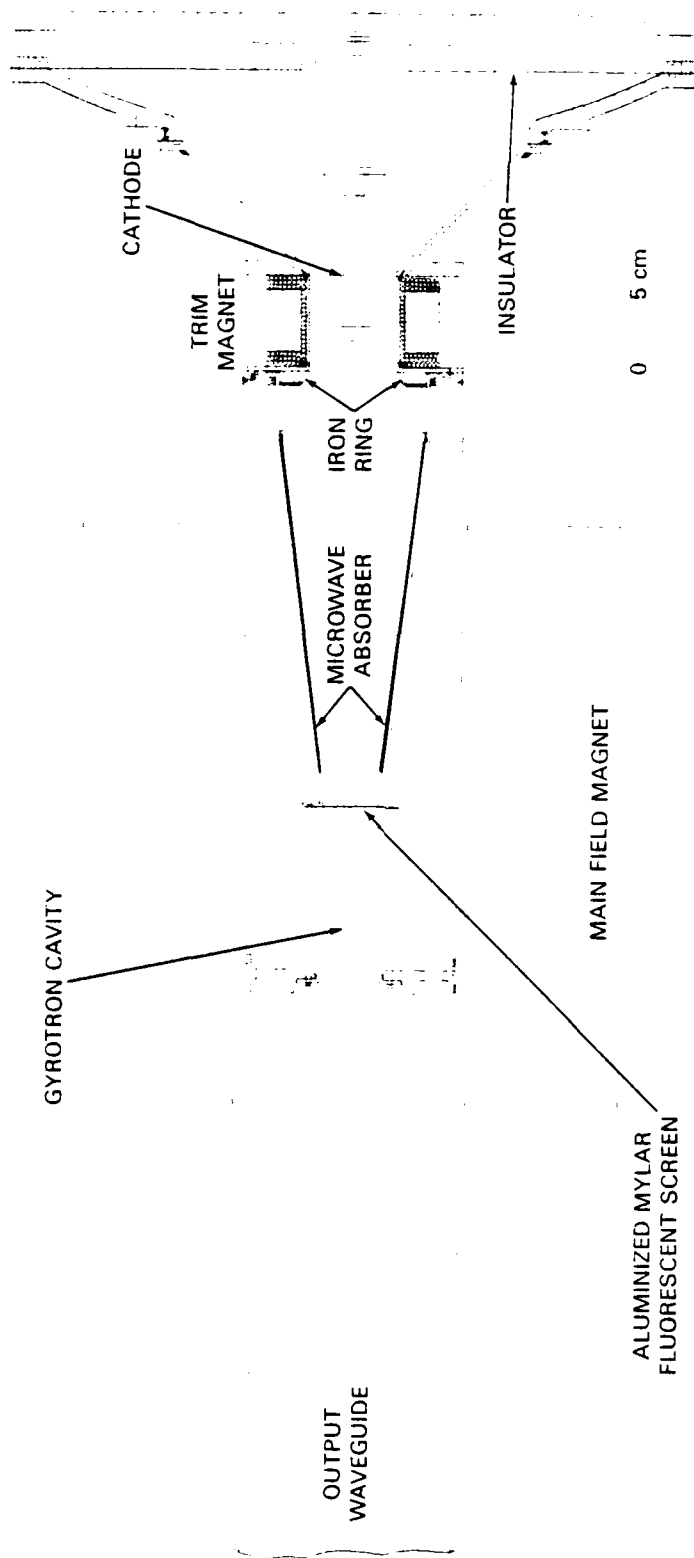 GYROTRON CAVITY
CATHODE
TRIM
MAGNET
OUTPUT
WAVEGUIDE
MICROWAVE
ABSORBER
IRON
RING
ALUMINIZED MYLAR
FLUORESCENT SCREEN
MAIN FIELD MAGNET
INSULATOR
0 5 cm